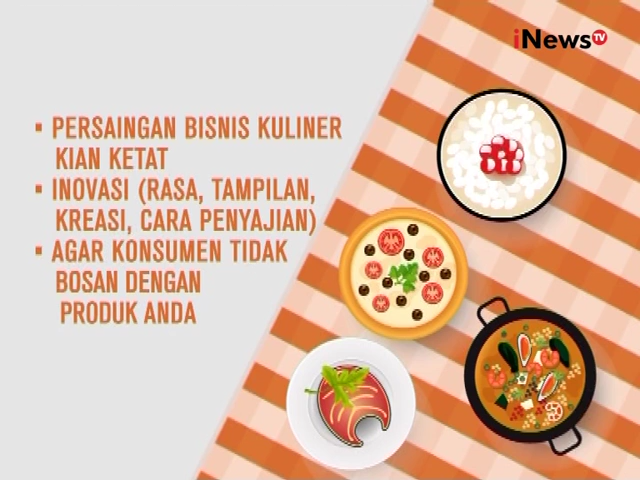 iNews TV
▪ PERSAINGAN BISNIS KULINER
KIAN KETAT
▪ INOVASI (RASA, TAMPILAN,
KREASI, CARA PENYAJIAN)
▪ AGAR KONSUMEN TIDAK
BOSAN DENGAN
PRODUK ANDA